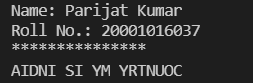 Name: Parijat Kumar
Roll No.: 20001016037
***************
AIDNI SI YM YRTNUOC